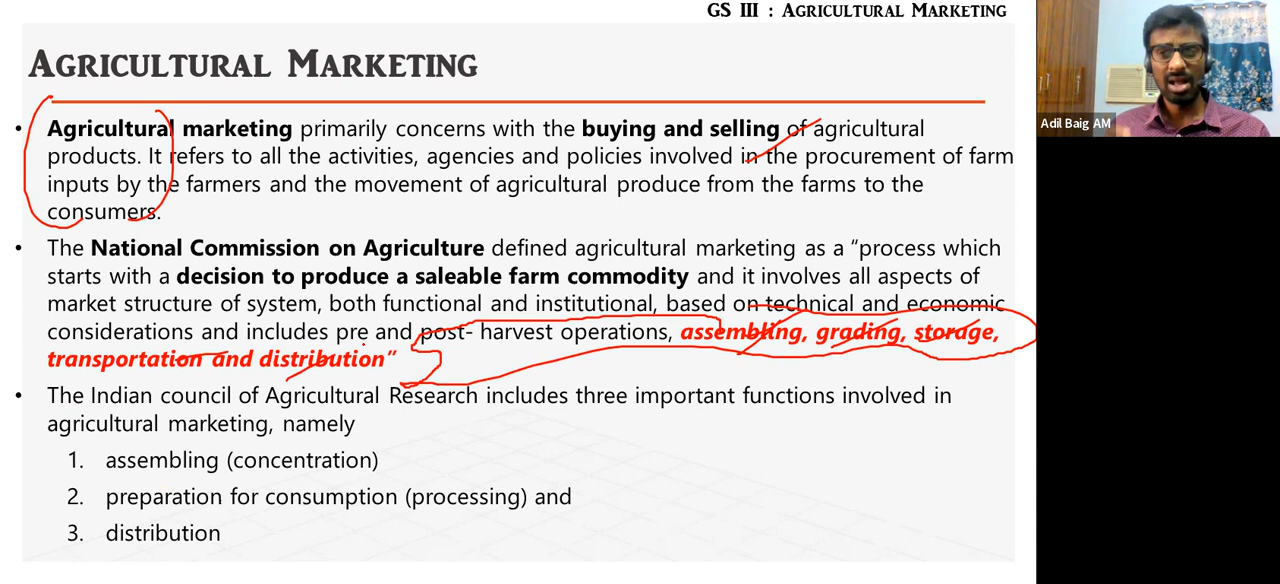 GS III : Agricultural Marketing
Agricultural Marketing
• Agricultural marketing primarily concerns with the buying and selling of agricultural
products. It refers to all the activities, agencies and policies involved in the procurement of farm
inputs by the farmers and the movement of agricultural produce from the farms to the
consumers.
• The National Commission on Agriculture defined agricultural marketing as a “process which
starts with a decision to produce a saleable farm commodity and it involves all aspects of
market structure of system, both functional and institutional, based on technical and economic
considerations and includes pre and post- harvest operations, assembling, grading, storage,
transportation and distribution”
• The Indian council of Agricultural Research includes three important functions involved in
agricultural marketing, namely
1. assembling (concentration)
2. preparation for consumption (processing) and
3. distribution
Adil Baig AM